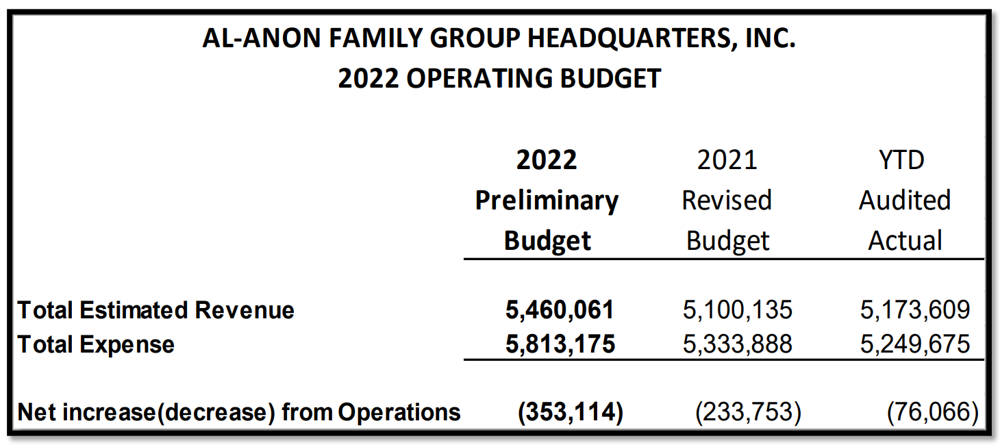 AL-ANON FAMILY GROUP HEADQUARTERS, INC.
2022 OPERATING BUDGET
2022 2021 YTD
Preliminary Revised Audited
Budget Budget Actual
Total Estimated Revenue 5,460,061 5,100,135 5,173,609
Total Expense 5,813,175 5,333,888 5,249,675
Net increase(decrease) from Operations (353,114) (233,753) (76,066)